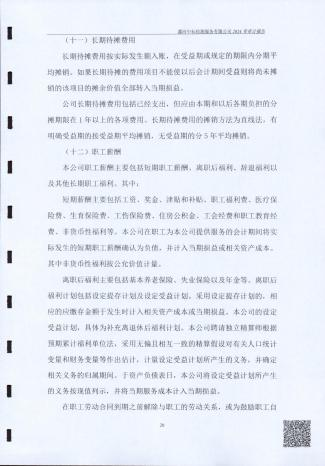 漯河中标检测服务有限公司 2024 年审计报告
（十一）长期待摊费用
长期待摊费用按实际发生额入账，在受益期或规定的期限内分期平
均摊销。如果长期待摊的费用项目不能使以后会计期间受益则将尚未摊
销的该项目的摊余价值全部转入当期损益。
公司长期待摊费用包括已经支出、但应由本期和以后各期负担的分
摊期限在 1 年以上的各项费用。长期待摊费用的摊销方法为直线法，有
明确受益期的按受益期平均摊销，无受益期的分 5 年平均摊销。
（十二）职工薪酬
本公司职工薪酬主要包括短期职工薪酬、离职后福利、辞退福利以
及其他长期职工福利。其中：
短期薪酬主要包括工资、奖金、津贴和补贴、职工福利费、医疗保
险费、生育保险费、工伤保险费、住房公积金、工会经费和职工教育经
费、非货币性福利等。本公司在职工为本公司提供服务的会计期间将实
际发生的短期职工薪酬确认为负债，并计入当期损益或相关资产成本。
其中非货币性福利按公允价值计量。
离职后福利主要包括基本养老保险、失业保险以及年金等。离职后
福利计划包括设定提存计划及设定受益计划。采用设定提存计划的，相
应的应缴存金额于发生时计入相关资产成本或当期损益。本公司的设定
受益计划，具体为补充离退休后福利计划。本公司聘请独立精算师根据
预期累计福利单位法，采用无偏且相互一致的精算假设对有关人口统计
变量和财务变量等作出估计，计量设定受益计划所产生的义务，并确定
相关义务的归属期间。于资产负债表日，本公司将设定受益计划所产生
的义务按现值列示，并将当期服务成本计入当期损益。
在职工劳动合同到期之前解除与职工的劳动关系，或为鼓励职工自